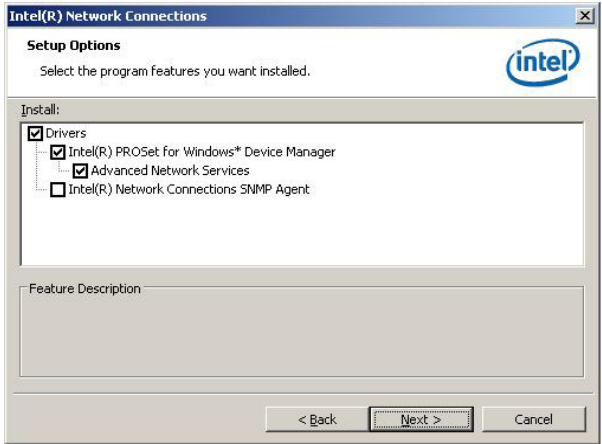 Intel(R) Network Connections
Setup Options
Select the program features you want installed.
intel
Install:
Drivers
Intel(R) PROSet for Windows* Device Manager
Advanced Network Services
Intel(R) Network Connections SNMP Agent
Feature Description
< Back
Next >
Cancel